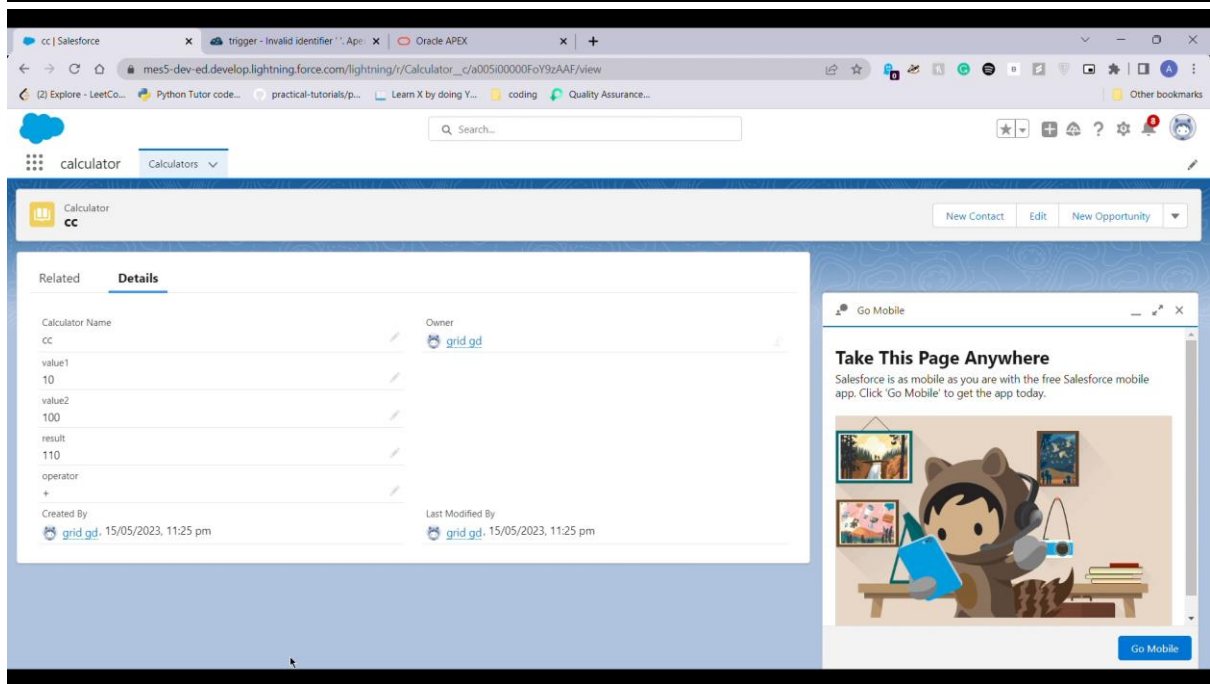 cc | Salesforce
trigger - Invalid identifier ' '. Ape
Oracle APEX
mes5-dev-ed.develop.lightning.force.com/lightning/r/Calculator__c/a005i00000FoY9zAAF/view
(2) Explore - LeetCo...
Python Tutor code...
practical-tutorials/p...
Learn X by doing Y...
coding
Quality Assurance...
Other bookmarks
Search...
8
calculator
Calculators
Calculator
cc
New Contact
Edit
New Opportunity
Related
Details
Calculator Name
cc
Owner
grid gd
value1
10
value2
100
result
110
operator
+
Created By
grid gd, 15/05/2023, 11:25 pm
Last Modified By
grid gd, 15/05/2023, 11:25 pm
Go Mobile
Take This Page Anywhere
Salesforce is as mobile as you are with the free Salesforce mobile
app. Click 'Go Mobile' to get the app today.
Go Mobile